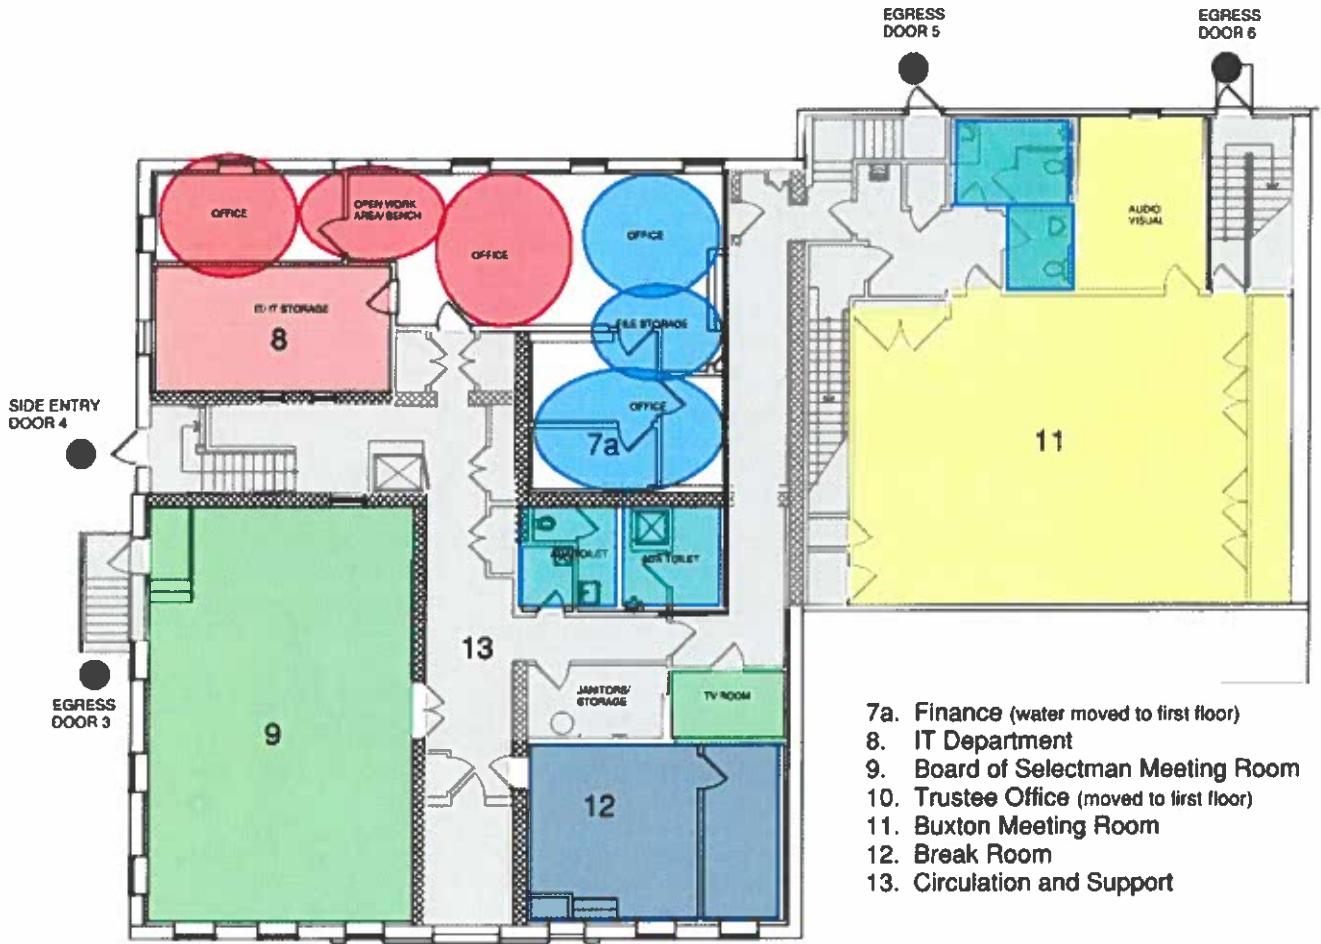 EGRESS
DOOR 5
EGRESS
DOOR 6
OFFICE
OPEN WORK
AREA/ BENCH
OFFICE
OFFICE
AUDIO
VISUAL
IT STORAGE
8
FILE STORAGE
SIDE ENTRY
DOOR 4
OFFICE
7a
11
TOILET
ADA TOILET
13
EGRESS
DOOR 3
JANITORS/
STORAGE
TV ROOM
9
12
7a. Finance (water moved to first floor)
8. IT Department
9. Board of Selectman Meeting Room
10. Trustee Office (moved to first floor)
11. Buxton Meeting Room
12. Break Room
13. Circulation and Support